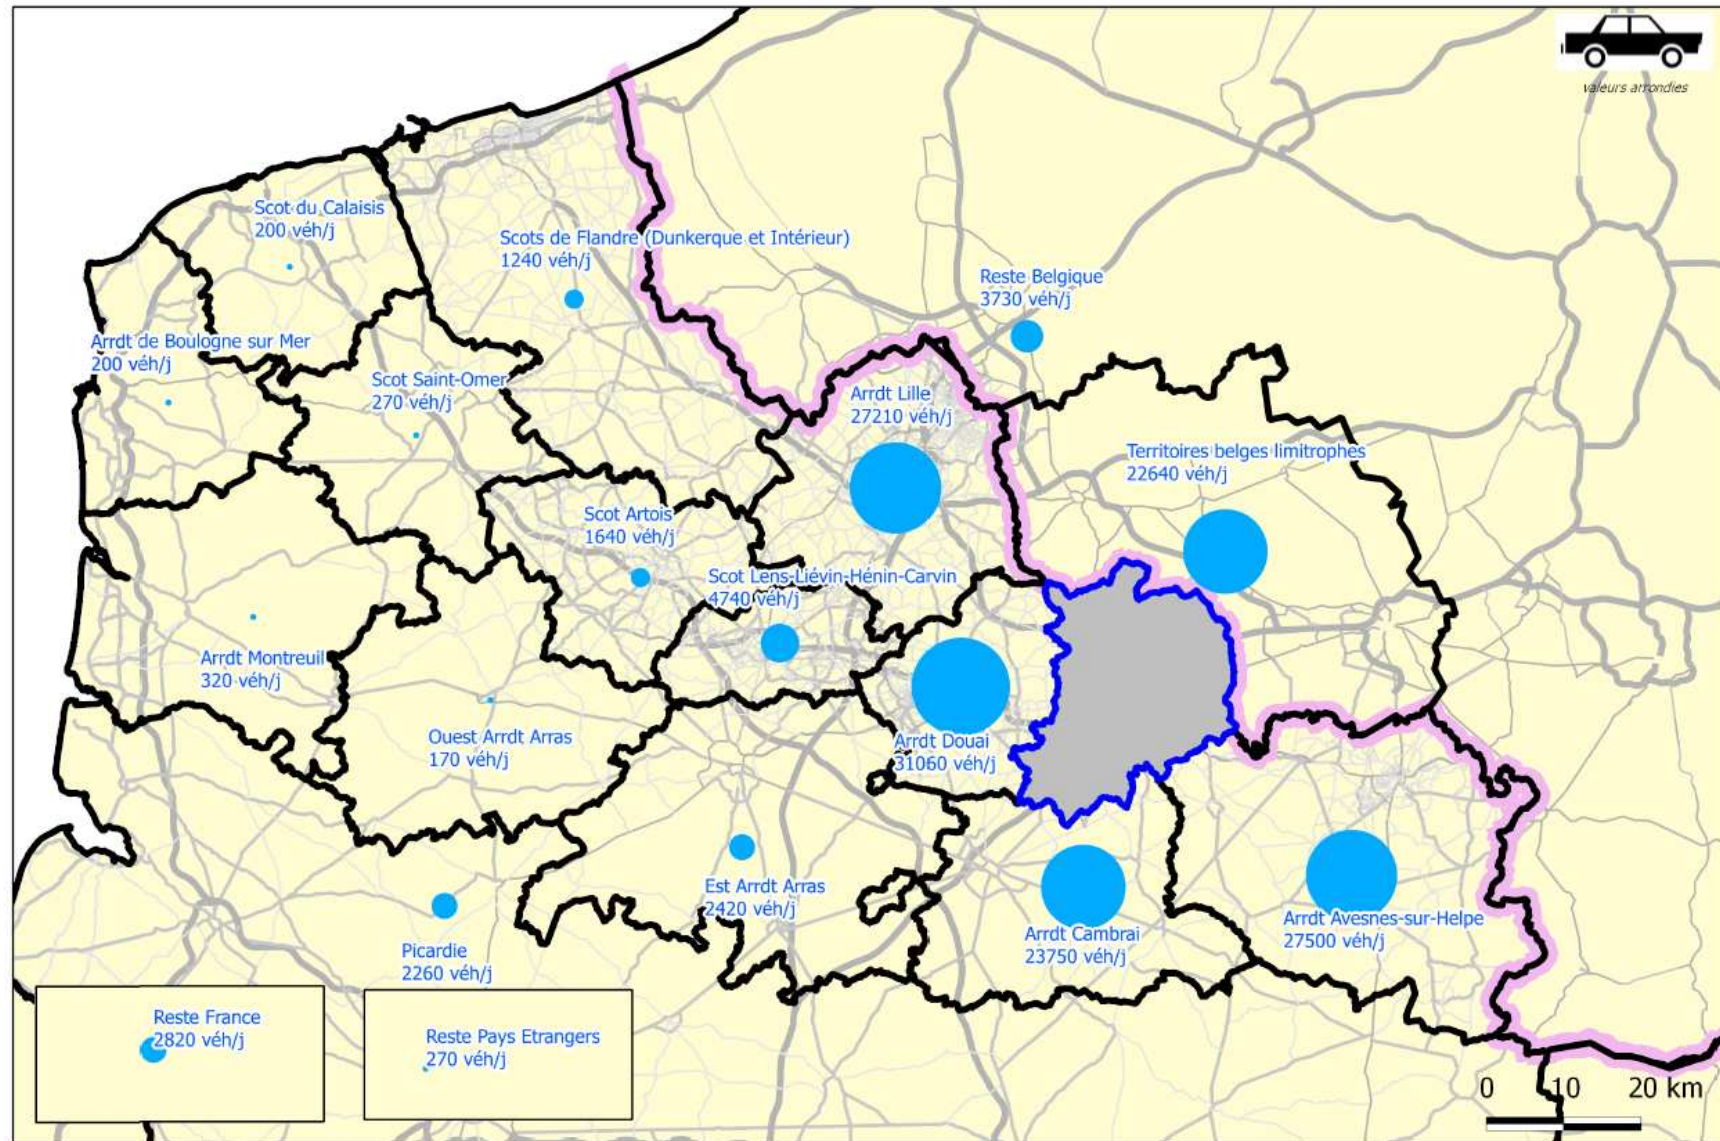 valeurs arrondies
Scot du Calaisis
200 véh/j
Scots de Flandre (Dunkerque et Intérieur)
1240 véh/j
Reste Belgique
3730 véh/j
Arrdt de Boulogne sur Mer
200 véh/j
Scot Saint-Omer
270 véh/j
Arrdt Lille
27210 véh/j
Territoires belges limitrophes
22640 véh/j
Scot Artois
1640 véh/j
Scot Lens-Liévin-Hénin-Carvin
4740 véh/j
Arrdt Montreuil
320 véh/j
Ouest Arrdt Arras
170 véh/j
Arrdt Douai
31060 véh/j
Est Arrdt Arras
2420 véh/j
Arrdt Cambrai
23750 véh/j
Arrdt Avesnes-sur-Helpe
27500 véh/j
Picardie
2260 véh/j
Reste France
2820 véh/j
Reste Pays Etrangers
270 véh/j
0 10 20 km